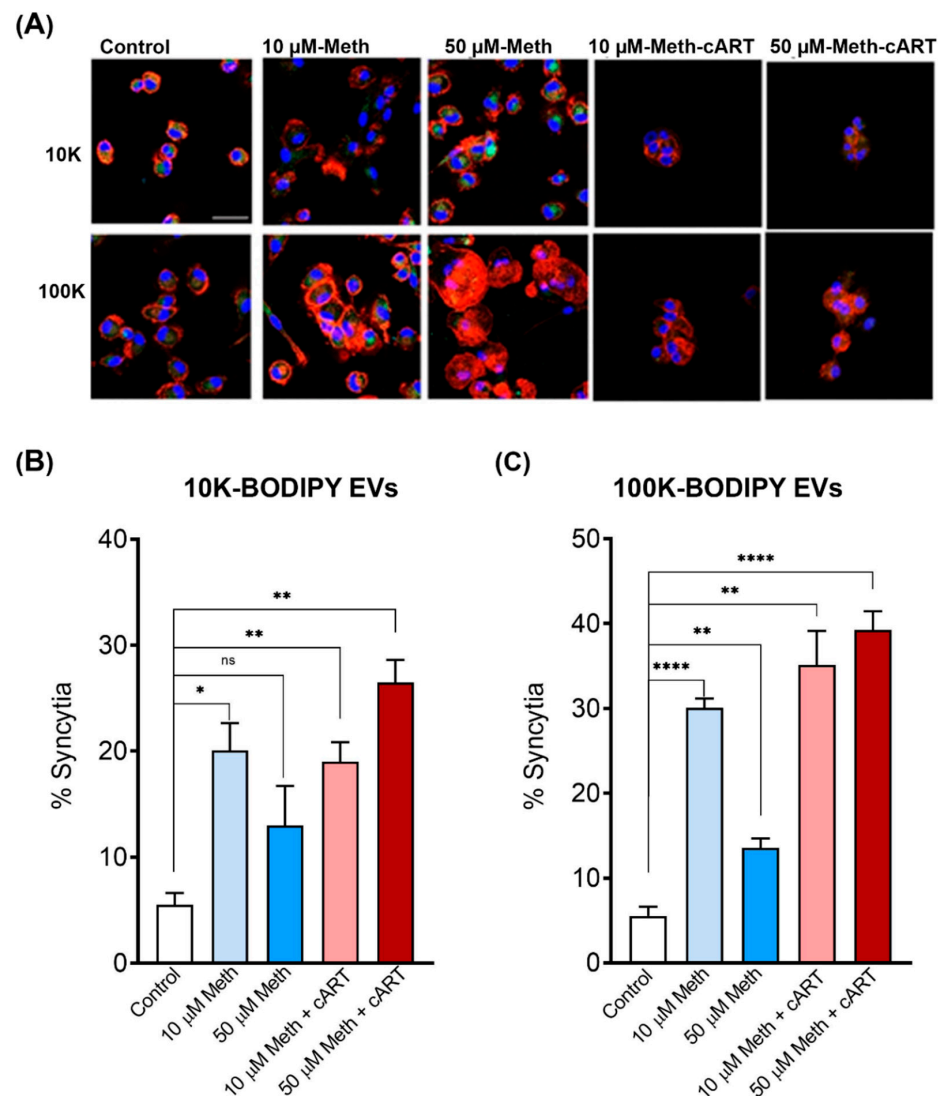 (A)
Control 10 µM-Meth 50 µM-Meth 10 µM-Meth-cART 50 µM-Meth-cART
10K
100K
(B)
10K-BODIPY EVs
% Syncytia
40
30
20
10
0
**
**
ns
*
Control
10 µM Meth
50 µM Meth
10 µM Meth + cART
50 µM Meth + cART
(C)
100K-BODIPY EVs
% Syncytia
50
40
30
20
10
0
****
**
**
****
Control
10 µM Meth
50 µM Meth
10 µM Meth + cART
50 µM Meth + cART